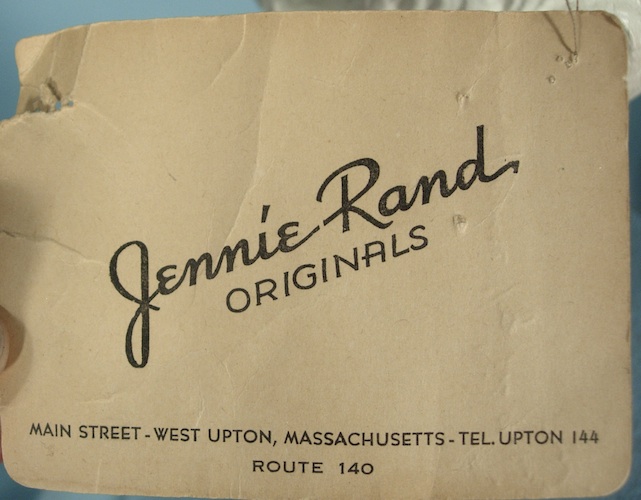 Jennie Rand
ORIGINALS
MAIN STREET - WEST UPTON, MASSACHUSETTS - TEL. UPTON 144
ROUTE 140